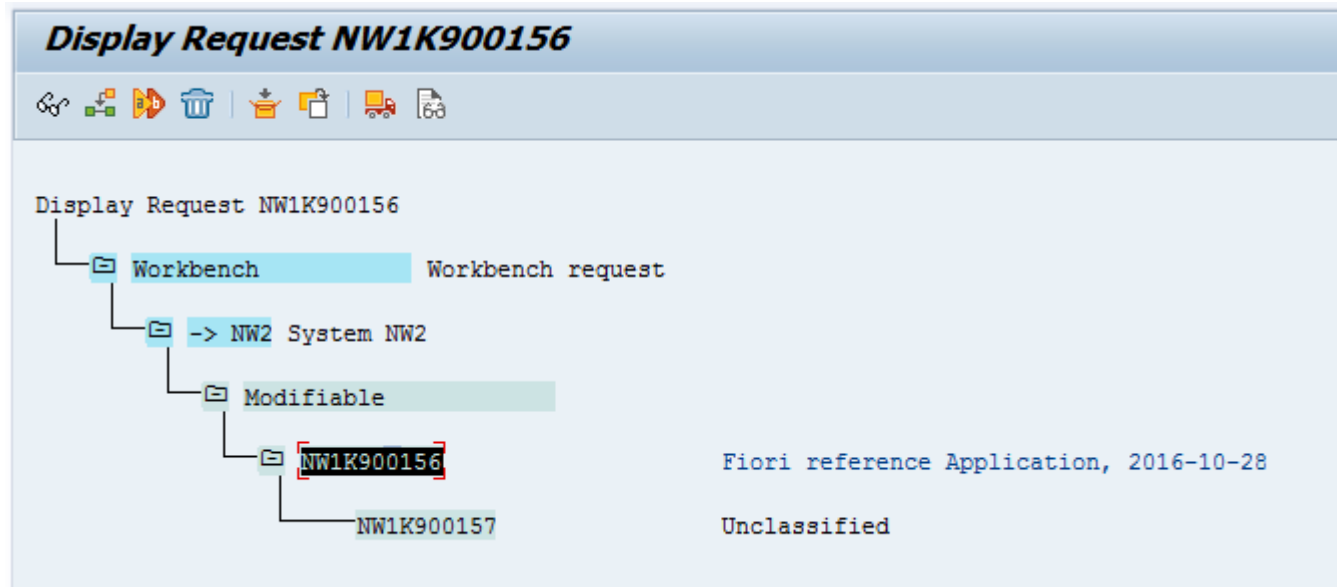 Display Request NW1K900156
Display Request NW1K900156
Workbench Workbench request
-> NW2 System NW2
Modifiable
NW1K900156 Fiori reference Application, 2016-10-28
NW1K900157 Unclassified